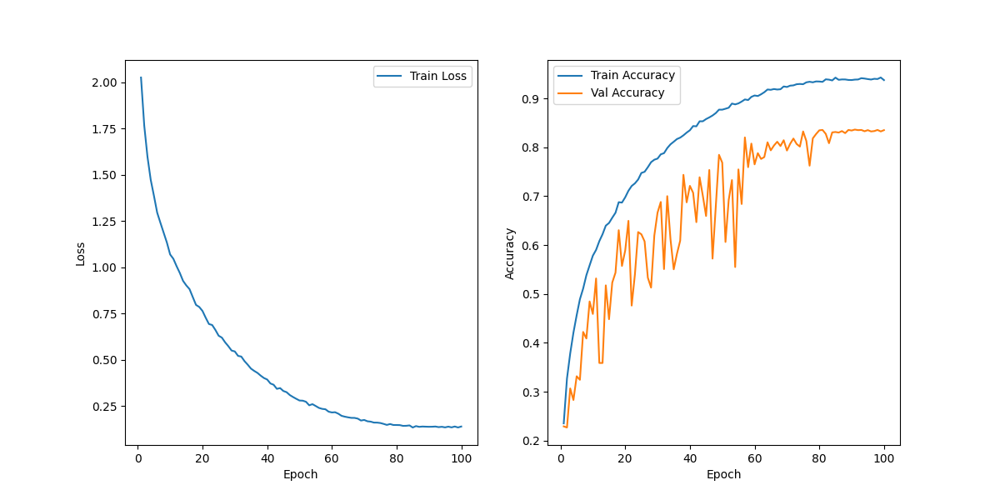 Train Loss
2.00
1.75
1.50
1.25
1.00
0.75
0.50
0.25
Loss
0 20 40 60 80 100
Epoch
Train Accuracy
Val Accuracy
0.9
0.8
0.7
0.6
0.5
0.4
0.3
0.2
Accuracy
0 20 40 60 80 100
Epoch